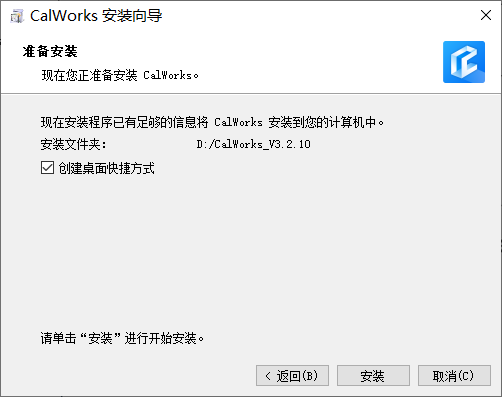 CalWorks 安装向导
准备安装
现在您正准备安装 CalWorks。
现在安装程序已有足够的信息将 CalWorks 安装到您的计算机中。
安装文件夹： D:/CalWorks_V3.2.10
创建桌面快捷方式
请单击“安装”进行开始安装。
< 返回(B) 安装 取消(C)